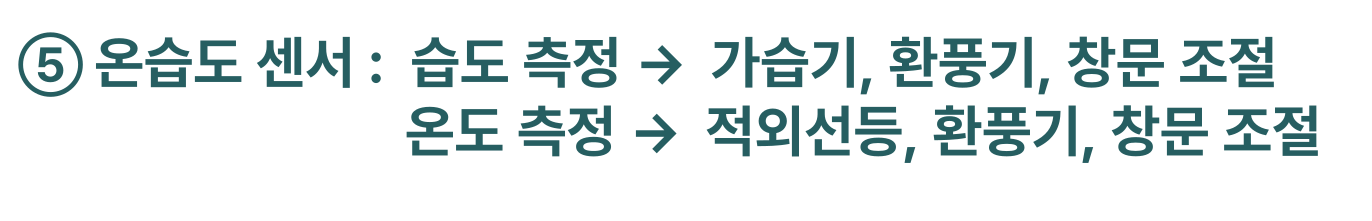 ⑤ 온습도 센서 : 습도 측정 → 가습기, 환풍기, 창문 조절
온도 측정 → 적외선등, 환풍기, 창문 조절